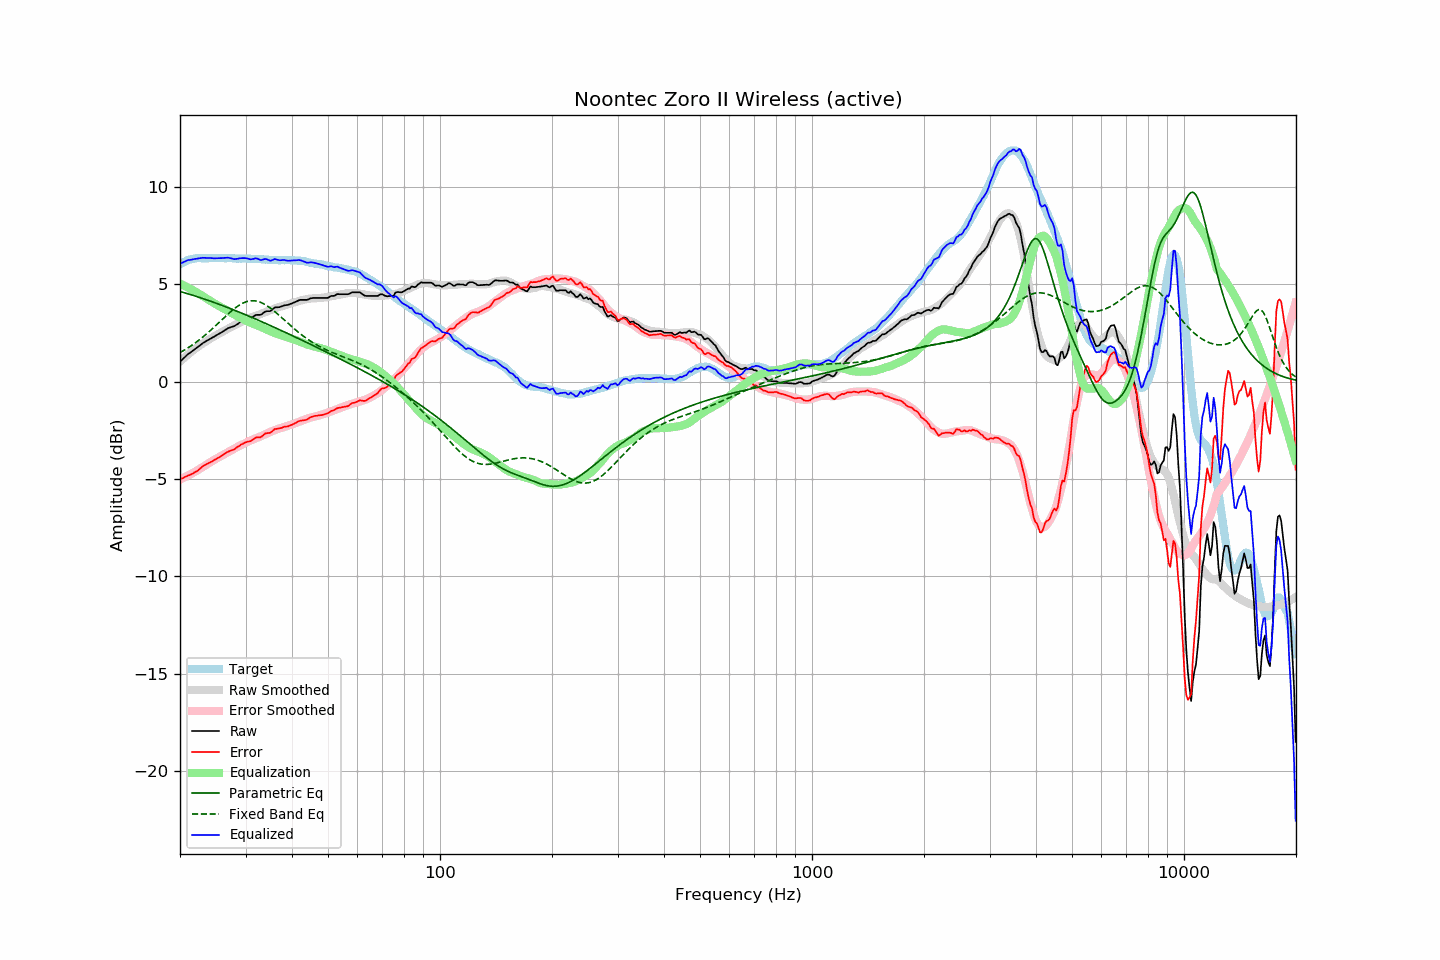 Noontec Zoro II Wireless (active)
10
5
0
−5
−10
−15
−20
Amplitude (dBr)
Target
Raw Smoothed
Error Smoothed
Raw
Error
Equalization
Parametric Eq
Fixed Band Eq
Equalized
100 1000 10000
Frequency (Hz)